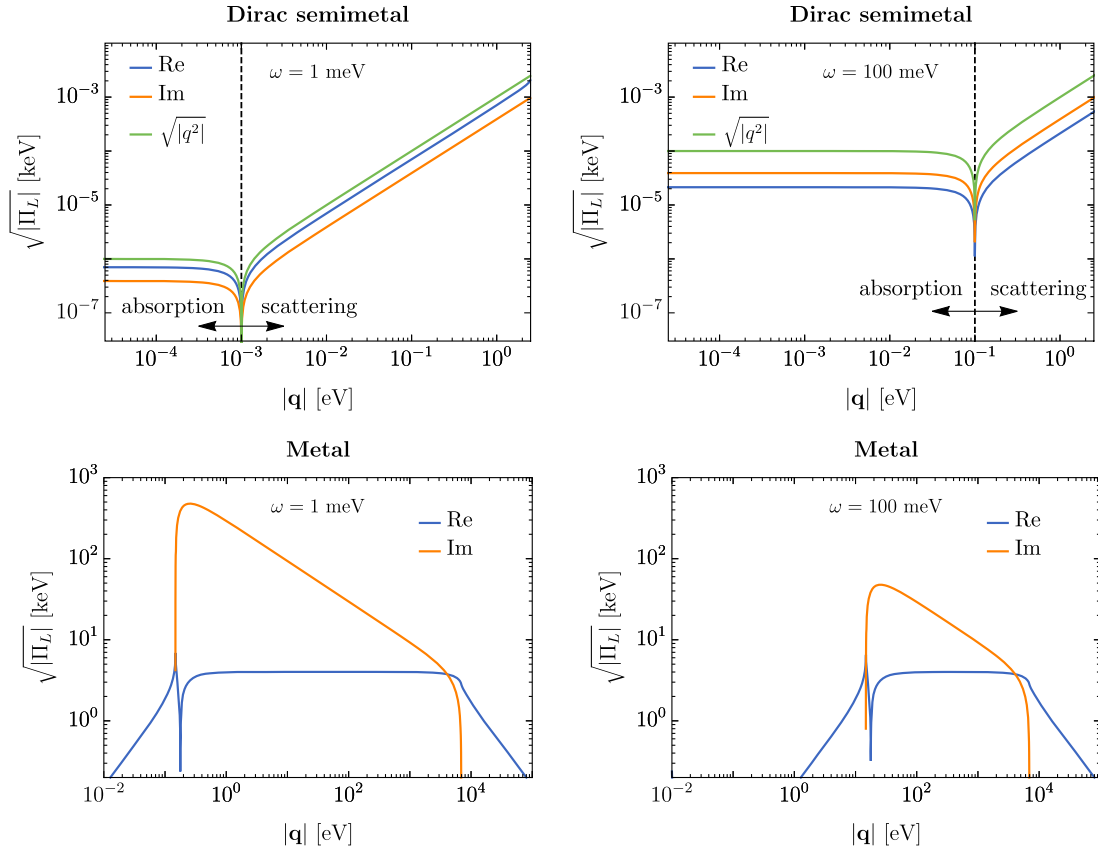 Dirac semimetal
ω = 1 meV
Re
Im
√|q²|
10⁻³
10⁻⁵
10⁻⁷
√|Π_L| [keV]
absorption
scattering
10⁻⁴ 10⁻³ 10⁻² 10⁻¹ 10⁰
|q| [eV]
Dirac semimetal
ω = 100 meV
Re
Im
√|q²|
10⁻³
10⁻⁵
10⁻⁷
√|Π_L| [keV]
absorption
scattering
10⁻⁴ 10⁻³ 10⁻² 10⁻¹ 10⁰
|q| [eV]
Metal
ω = 1 meV
Re
Im
10³
10²
10¹
10⁰
√|Π_L| [keV]
10⁻² 10⁰ 10² 10⁴
|q| [eV]
Metal
ω = 100 meV
Re
Im
10³
10²
10¹
10⁰
√|Π_L| [keV]
10⁻² 10⁰ 10² 10⁴
|q| [eV]